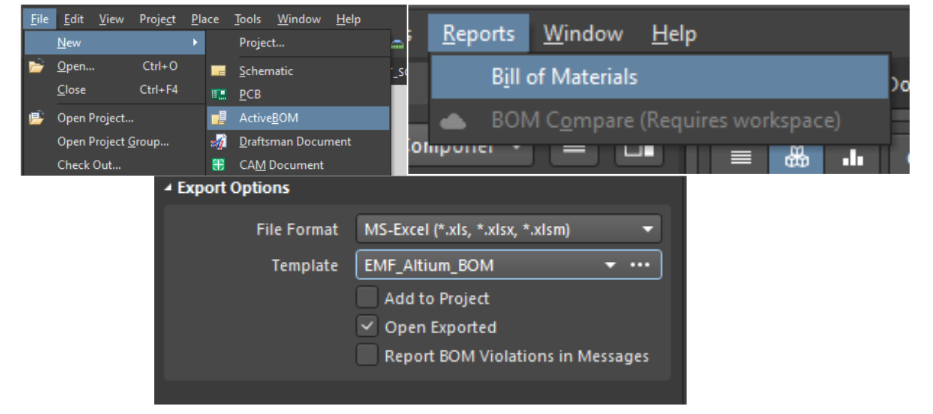 File Edit View Project Place Tools Window Help
New
Open... Ctrl+O
Close Ctrl+F4
Open Project...
Open Project Group...
Check Out...
Project...
Schematic
PCB
ActiveBOM
Draftsman Document
CAM Document
Reports Window Help
Bill of Materials
BOM Compare (Requires workspace)
Export Options
File Format MS-Excel (*.xls, *.xlsx, *.xlsm)
Template EMF_Altium_BOM
Add to Project
Open Exported
Report BOM Violations in Messages